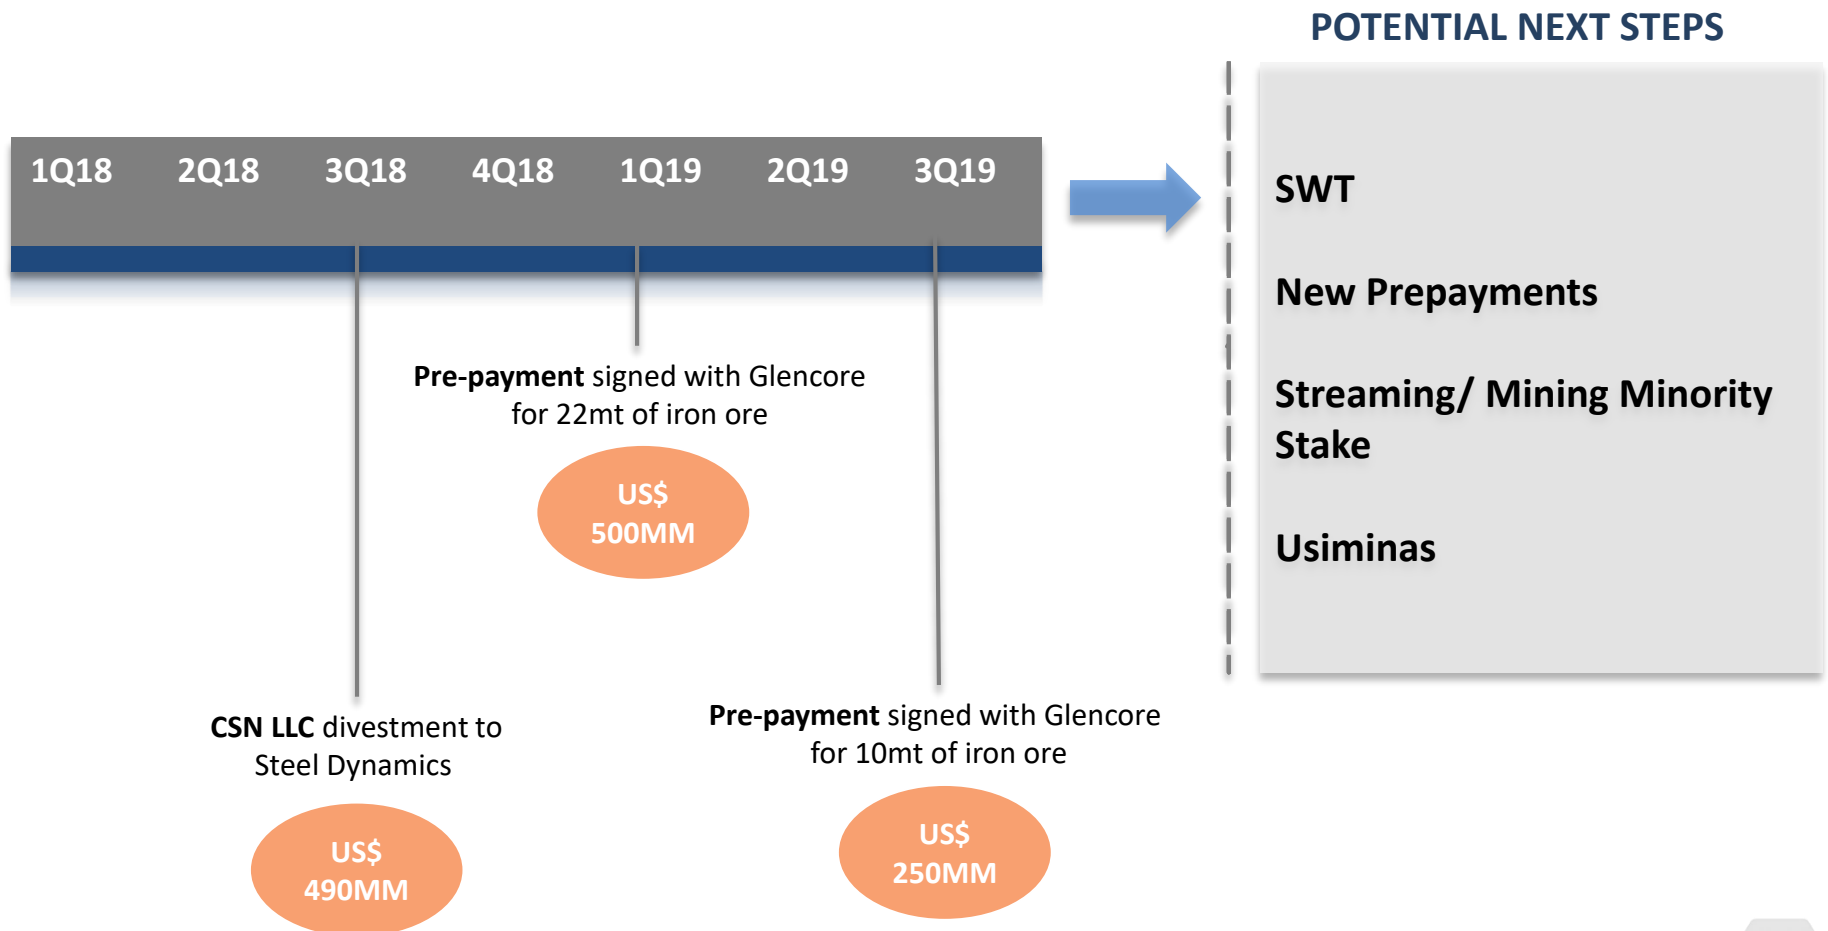 POTENTIAL NEXT STEPS
1Q18 2Q18 3Q18 4Q18 1Q19 2Q19 3Q19
SWT
New Prepayments
Streaming/ Mining Minority
Stake
Usiminas
Pre-payment signed with Glencore
for 22mt of iron ore
US$
500MM
CSN LLC divestment to
Steel Dynamics
US$
490MM
Pre-payment signed with Glencore
for 10mt of iron ore
US$
250MM